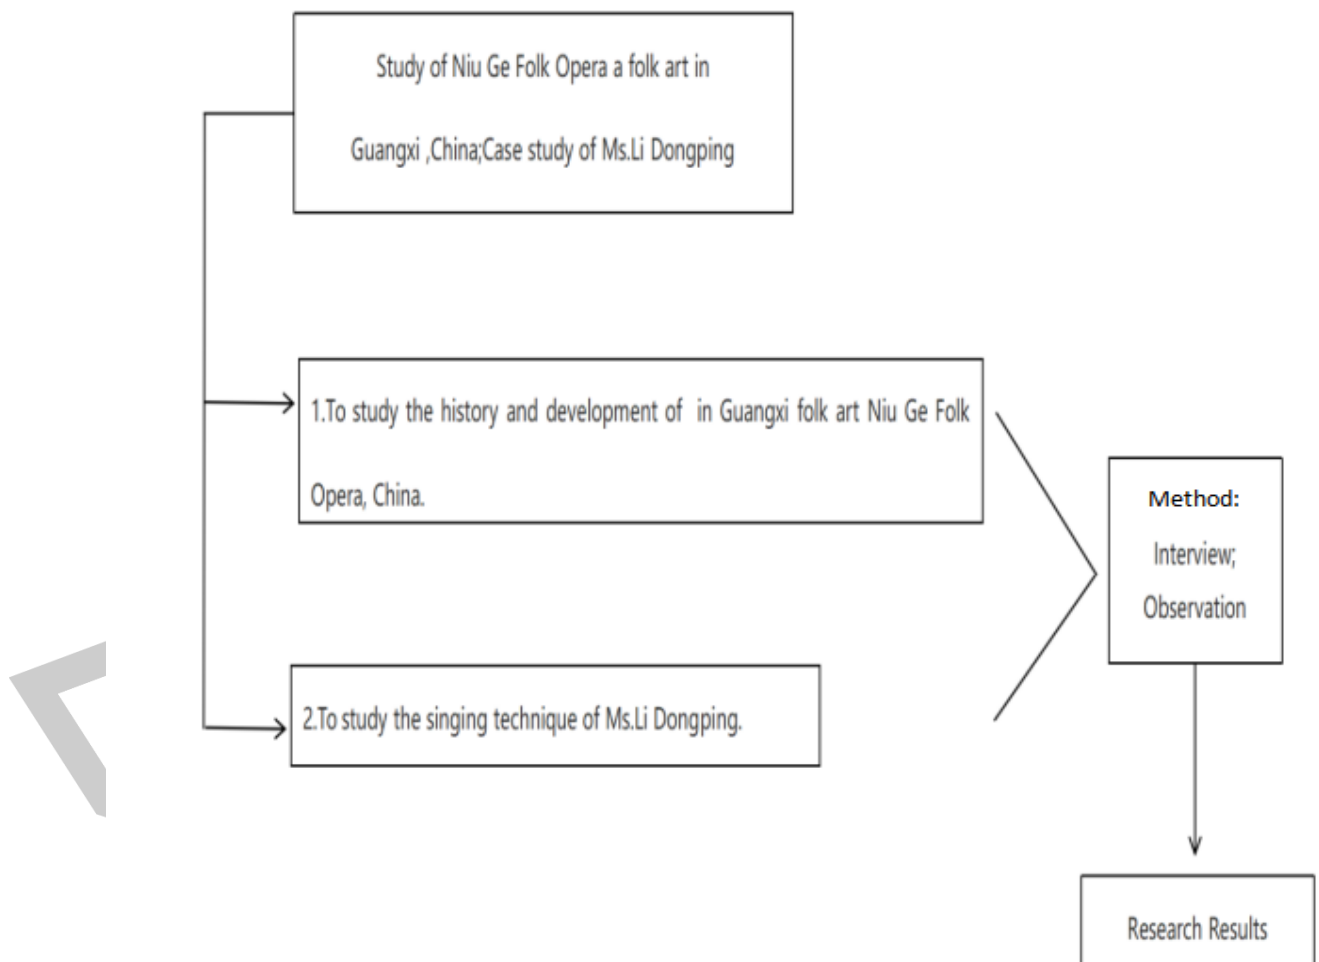 Study of Niu Ge Folk Opera a folk art in
Guangxi ,China;Case study of Ms.Li Dongping
1.To study the history and development of in Guangxi folk art Niu Ge Folk
Opera, China.
2.To study the singing technique of Ms.Li Dongping.
Method:
Interview;
Observation
Research Results